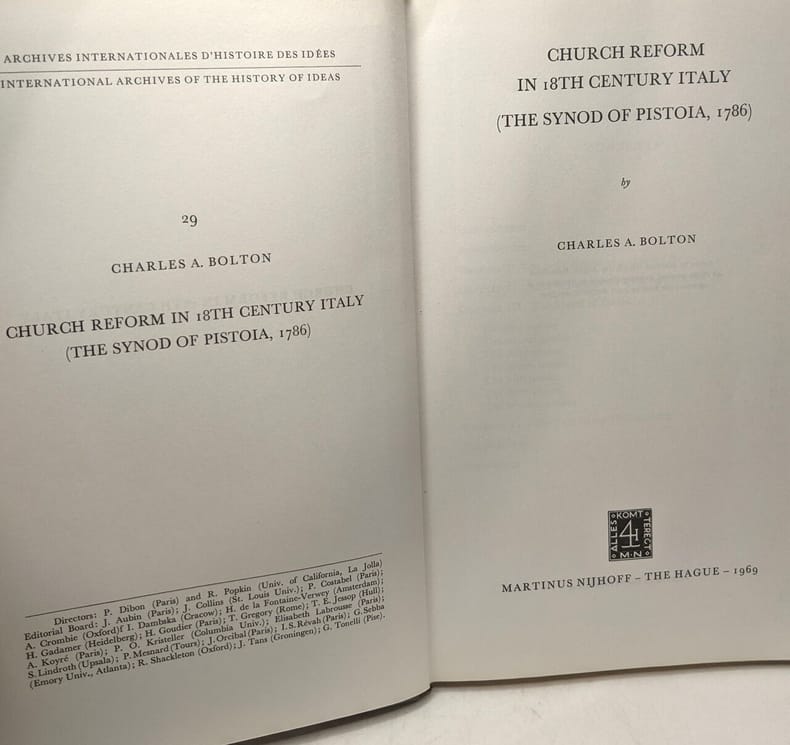 ARCHIVES INTERNATIONALES D'HISTOIRE DES IDÉES
INTERNATIONAL ARCHIVES OF THE HISTORY OF IDEAS
29
CHARLES A. BOLTON
CHURCH REFORM IN 18TH CENTURY ITALY
(THE SYNOD OF PISTOIA, 1786)
Directors: P. Dibon (Paris) and R. Popkin (Univ. of California, La Jolla)
Editorial Board: J. Aubin (Paris); J. Collins (St. Louis Univ.); P. Costabel (Paris);
A. Crombie (Oxford)f I. Dambska (Cracow); H. de la Fontaine-Verwey (Amsterdam);
H. Gadamer (Heidelberg); H. Goudier (Paris); T. Gregory (Rome); T. E. Jessop (Hull);
A. Koyré (Paris); P. O. Kristeller (Columbia Univ.); Elisabeth Labrousse (Paris);
S. Lindroth (Upsala); P. Mesnard (Tours); J. Orcibal (Paris); I.S. Révah (Paris); G. Sebba
(Emory Univ., Atlanta); R. Shackleton (Oxford); J. Tans (Groningen); G. Tonelli (Pise).
CHURCH REFORM
IN 18TH CENTURY ITALY
(THE SYNOD OF PISTOIA, 1786)
by
CHARLES A. BOLTON
ALLES KOMT TERECHT
M·N
MARTINUS NIJHOFF – THE HAGUE – 1969